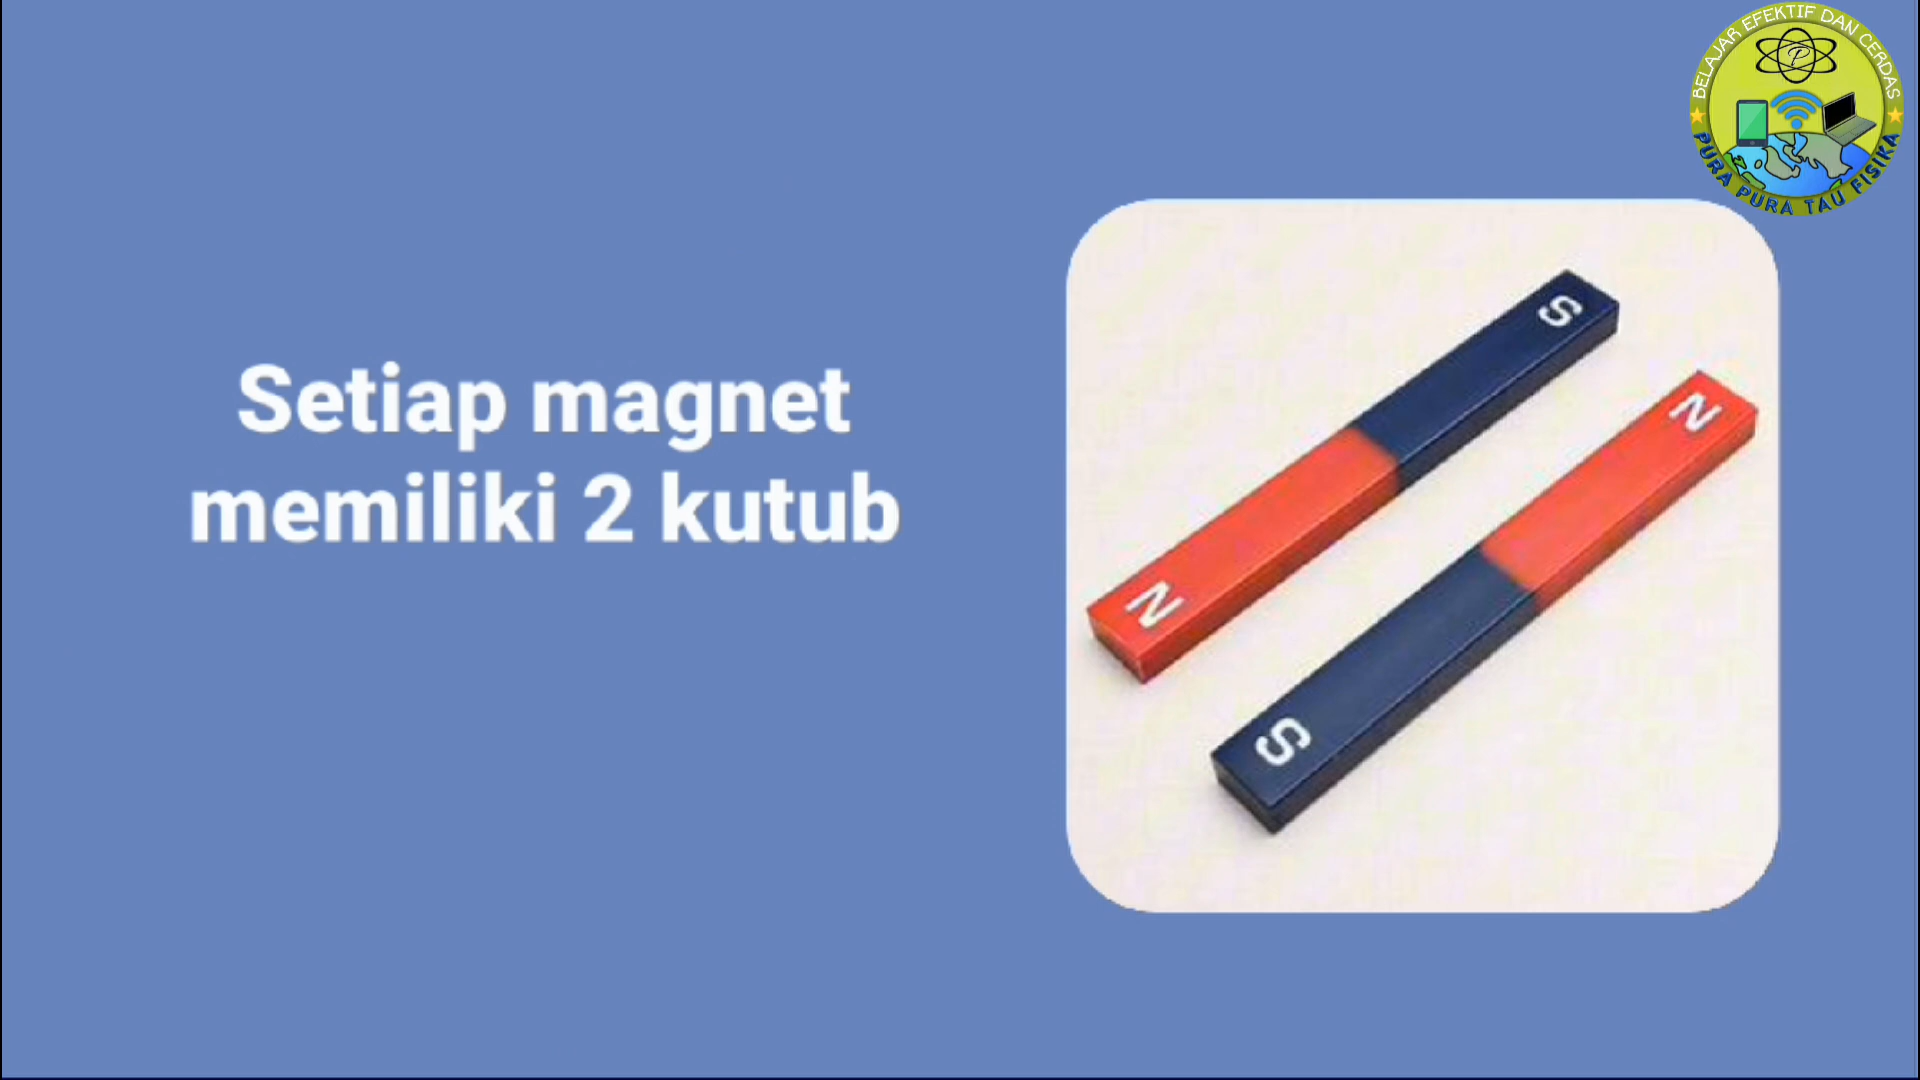 BELAJAR EFEKTIF DAN CERDAS
P
PURA PURA TAU FISIKA
Setiap magnet
memiliki 2 kutub
S
N
N
S